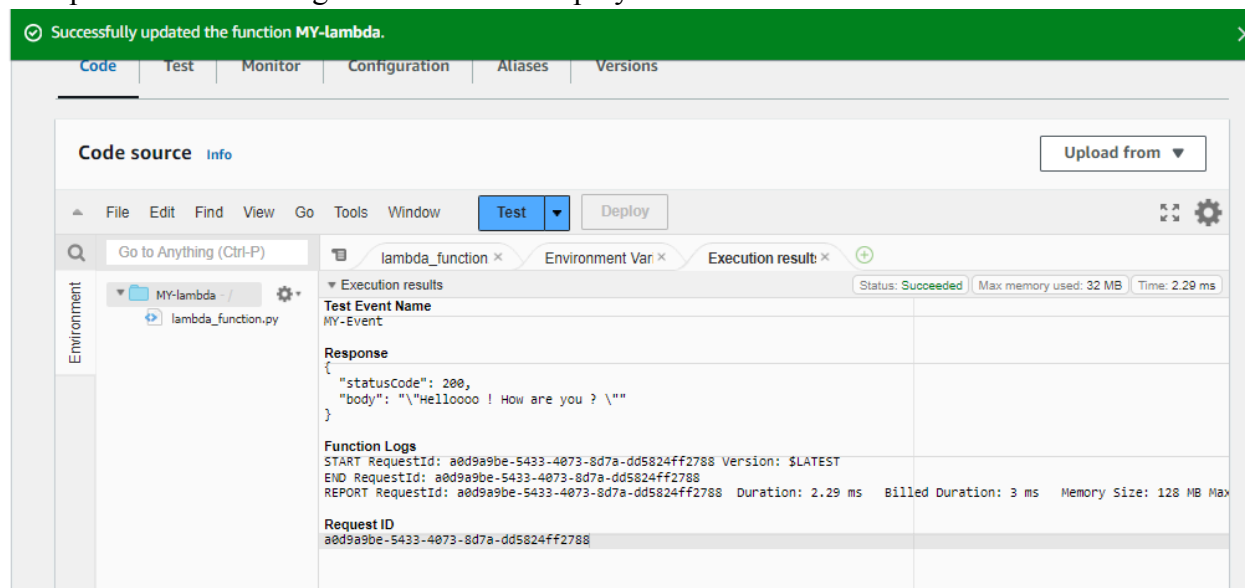 Successfully updated the function MY-lambda.
Code Test Monitor Configuration Aliases Versions
Code source Info
Upload from
File Edit Find View Go Tools Window Test Deploy
Go to Anything (Ctrl-P)
lambda_function × Environment Vari × Execution results ×
Environment
MY-lambda - /
lambda_function.py
Execution results
Status: Succeeded Max memory used: 32 MB Time: 2.29 ms
Test Event Name
MY-Event
Response
{
"statusCode": 200,
"body": "\"Helloooo ! How are you ? \""
}
Function Logs
START RequestId: a0d9a9be-5433-4073-8d7a-dd5824ff2788 Version: $LATEST
END RequestId: a0d9a9be-5433-4073-8d7a-dd5824ff2788
REPORT RequestId: a0d9a9be-5433-4073-8d7a-dd5824ff2788 Duration: 2.29 ms Billed Duration: 3 ms Memory Size: 128 MB Max
Request ID
a0d9a9be-5433-4073-8d7a-dd5824ff2788